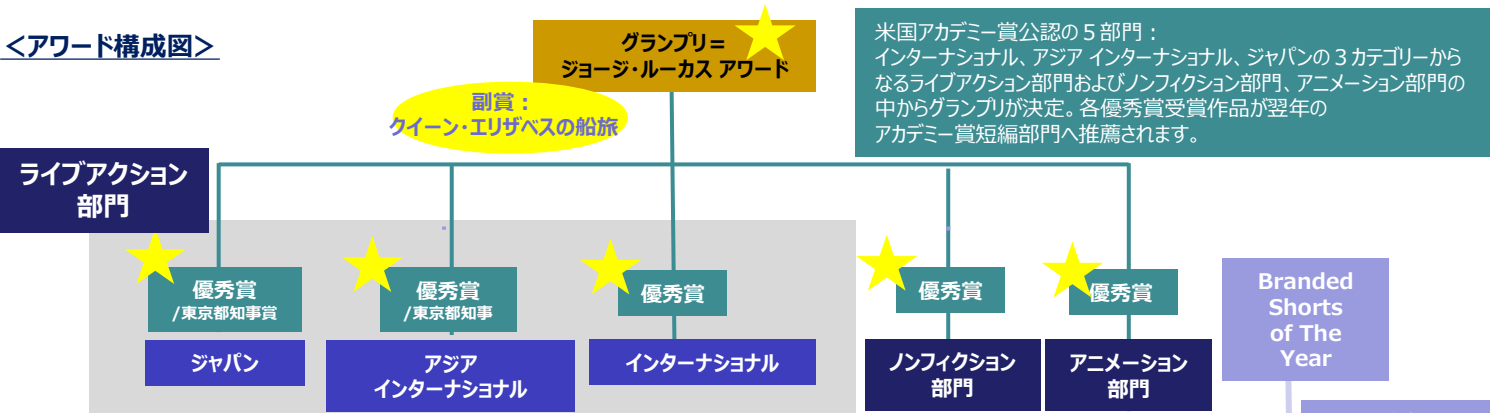 <アワード構成図>
グランプリ=
ジョージ・ルーカス アワード
米国アカデミー賞公認の5部門：
インターナショナル、アジア インターナショナル、ジャパンの3カテゴリーから
なるライブアクション部門およびノンフィクション部門、アニメーション部門の
中からグランプリが決定。各優秀賞受賞作品が翌年の
アカデミー賞短編部門へ推薦されます。
副賞：
クイーン・エリザベスの船旅
ライブアクション
部門
優秀賞
/東京都知事賞
優秀賞
/東京都知事
優秀賞
優秀賞
優秀賞
Branded
Shorts
of The
Year
ジャパン
アジア
インターナショナル
インターナショナル
ノンフィクション
部門
アニメーション
部門